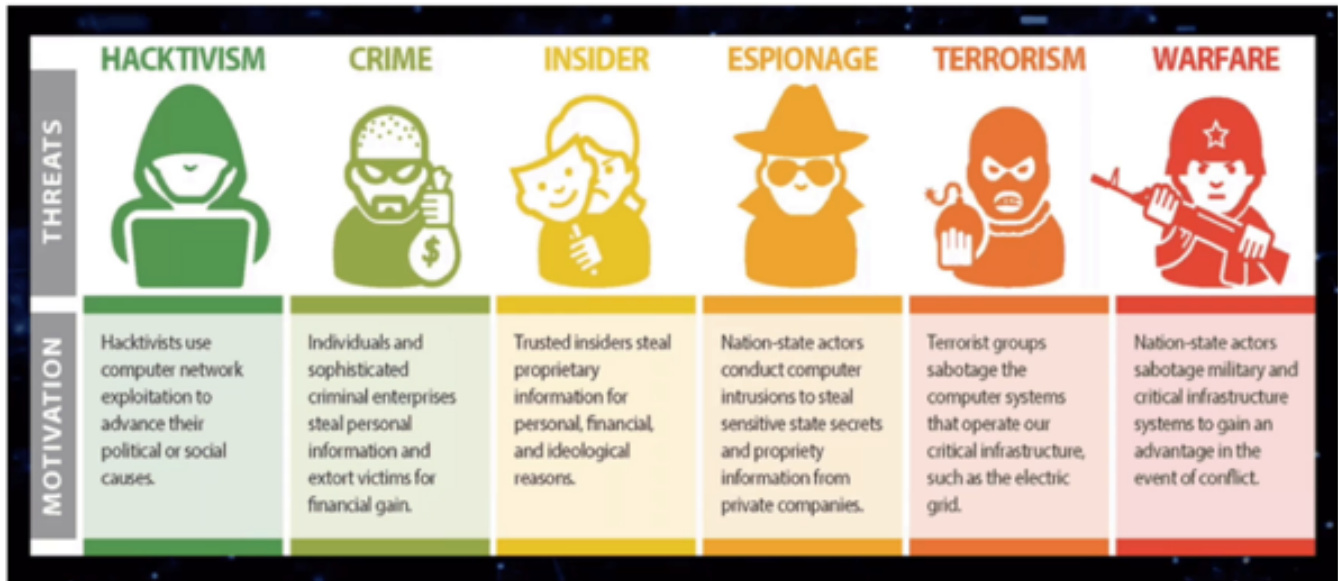 HACKTIVISM
CRIME
INSIDER
ESPIONAGE
TERRORISM
WARFARE
THREATS
$
MOTIVATION
Hacktivists use
computer network
exploitation to
advance their
political or social
causes.
Individuals and
sophisticated
criminal enterprises
steal personal
information and
extort victims for
financial gain.
Trusted insiders steal
proprietary
information for
personal, financial,
and ideological
reasons.
Nation-state actors
conduct computer
intrusions to steal
sensitive state secrets
and propriety
information from
private companies.
Terrorist groups
sabotage the
computer systems
that operate our
critical infrastructure,
such as the electric
grid.
Nation-state actors
sabotage military and
critical infrastructure
systems to gain an
advantage in the
event of conflict.